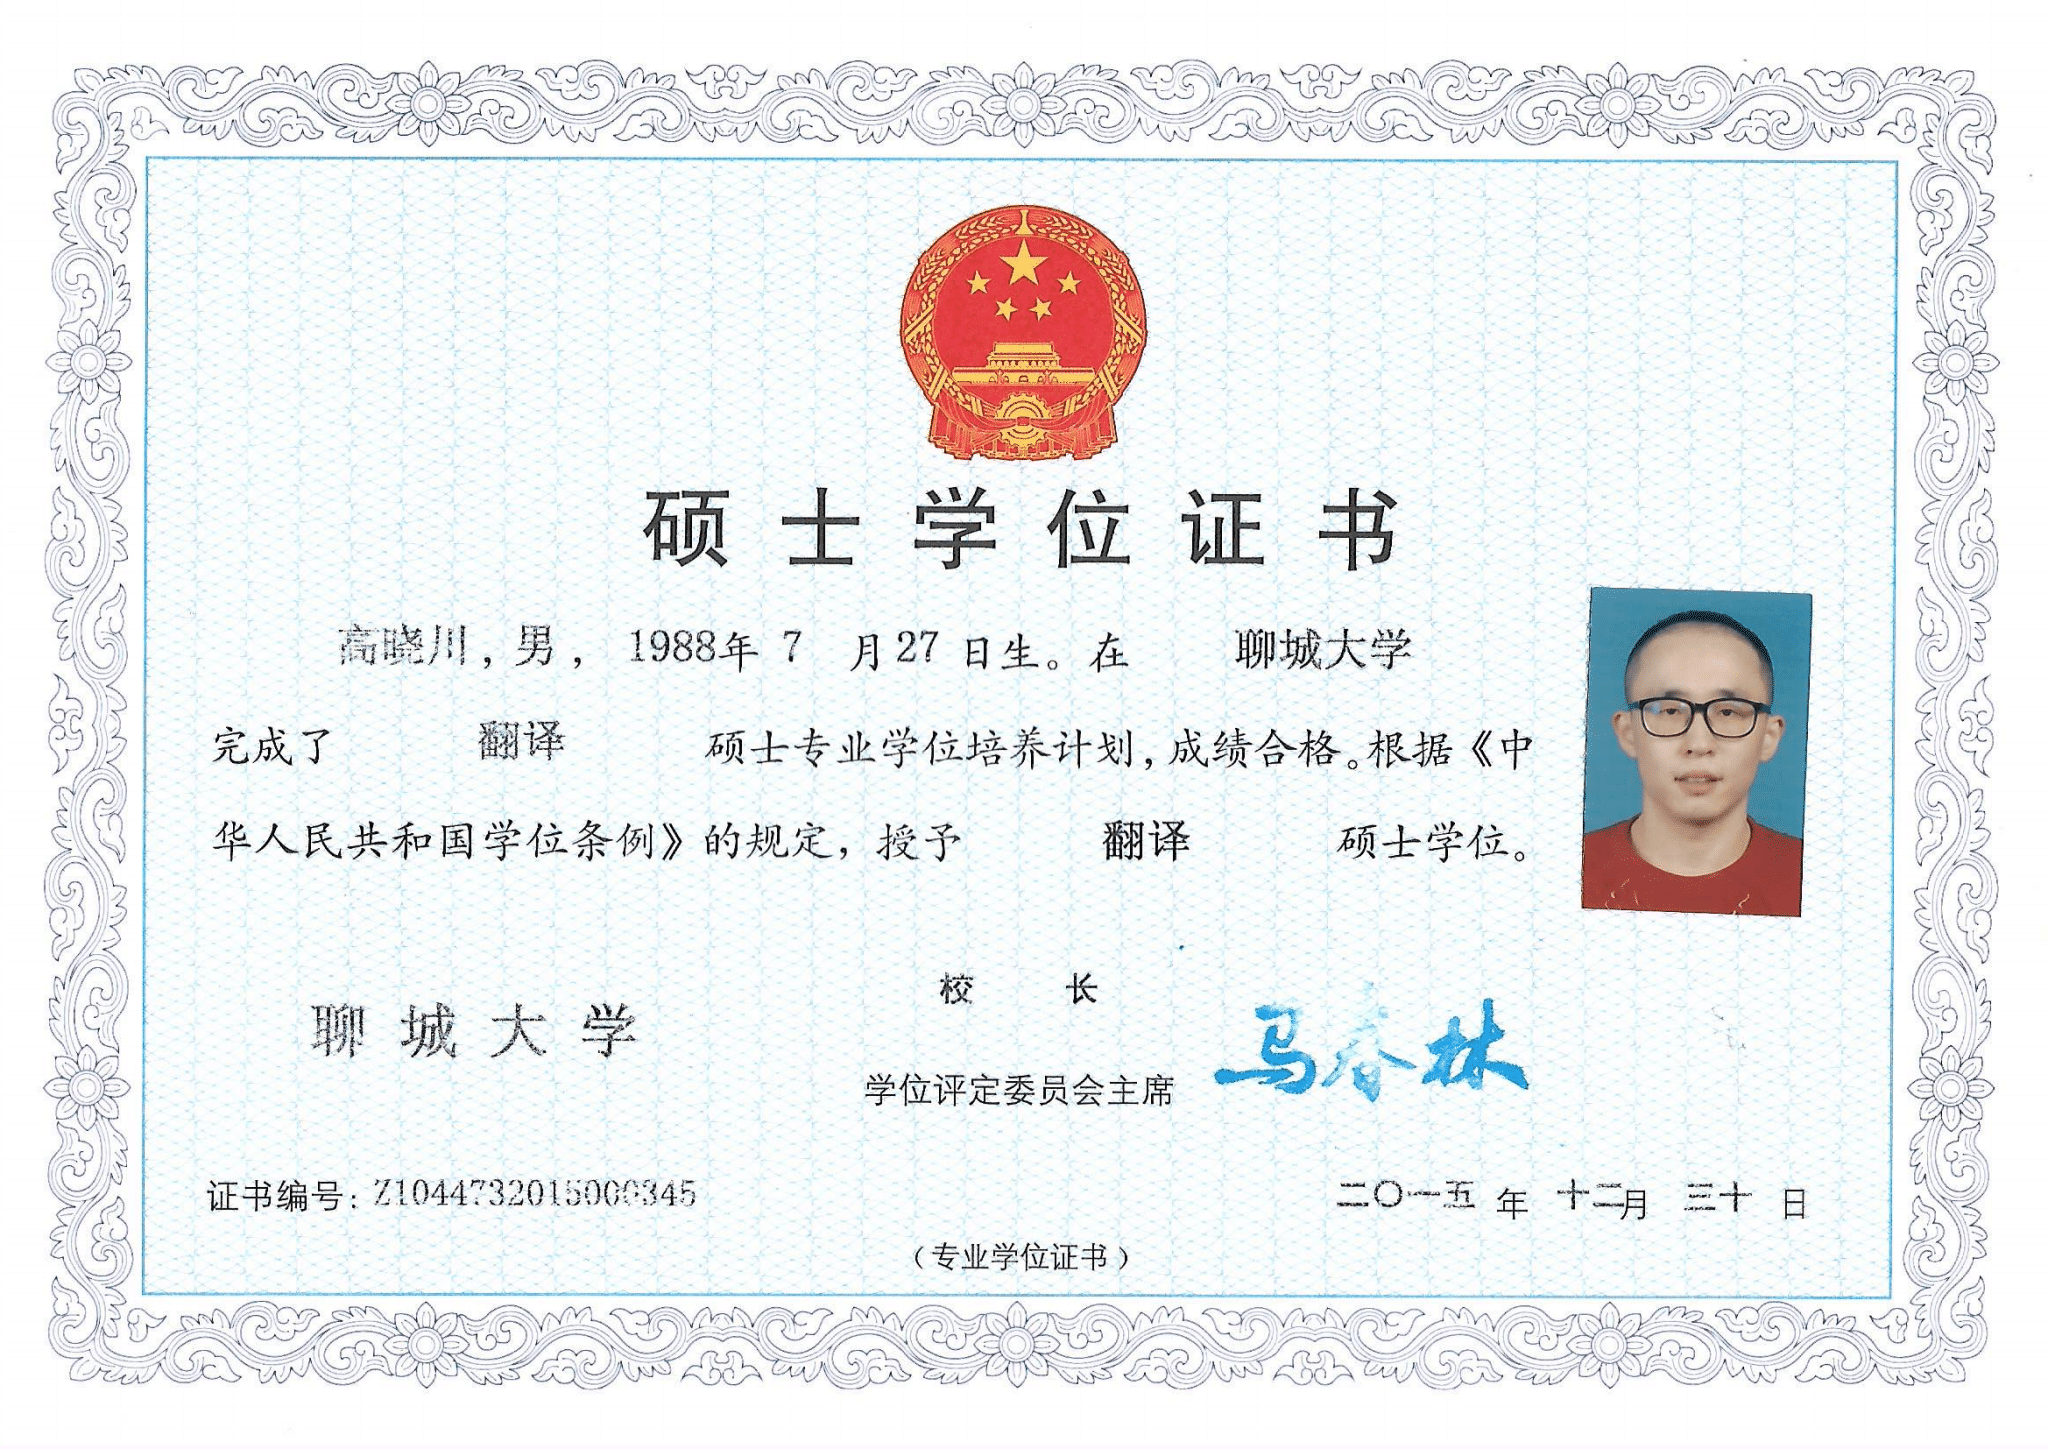 硕士学位证书
高晓川，男，1988年 7 月27日生。在 聊城大学
完成了 翻译 硕士专业学位培养计划，成绩合格。根据《中
华人民共和国学位条例》的规定，授予 翻译 硕士学位。
聊城大学
校长
学位评定委员会主席
马春林
证书编号：Z1044732015000345
二〇一五年十二月三十日
（专业学位证书）